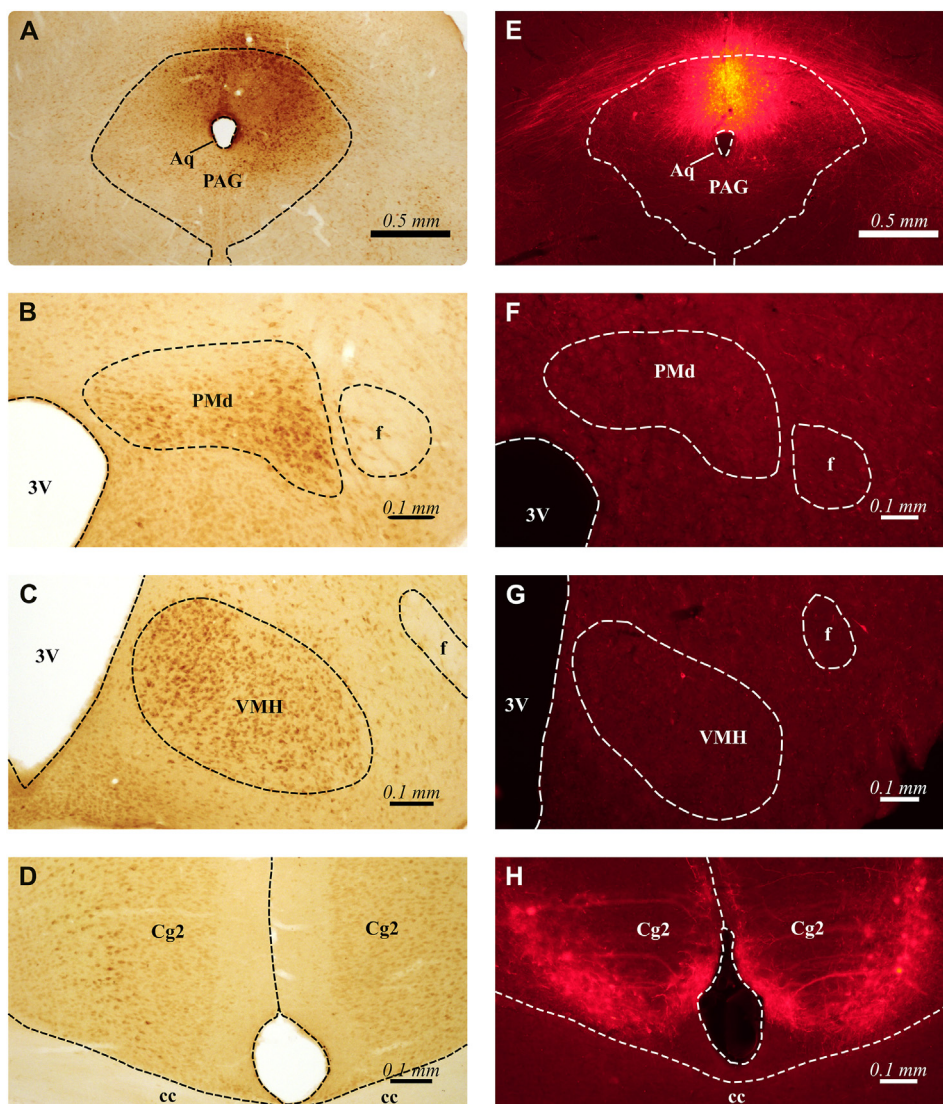 A
Aq
PAG
0.5 mm
E
Aq
PAG
0.5 mm
B
PMd
f
3V
0.1 mm
F
PMd
f
3V
0.1 mm
C
3V
f
VMH
0.1 mm
G
f
3V
VMH
0.1 mm
D
Cg2
Cg2
0.1 mm
cc
cc
H
Cg2
Cg2
0.1 mm
cc